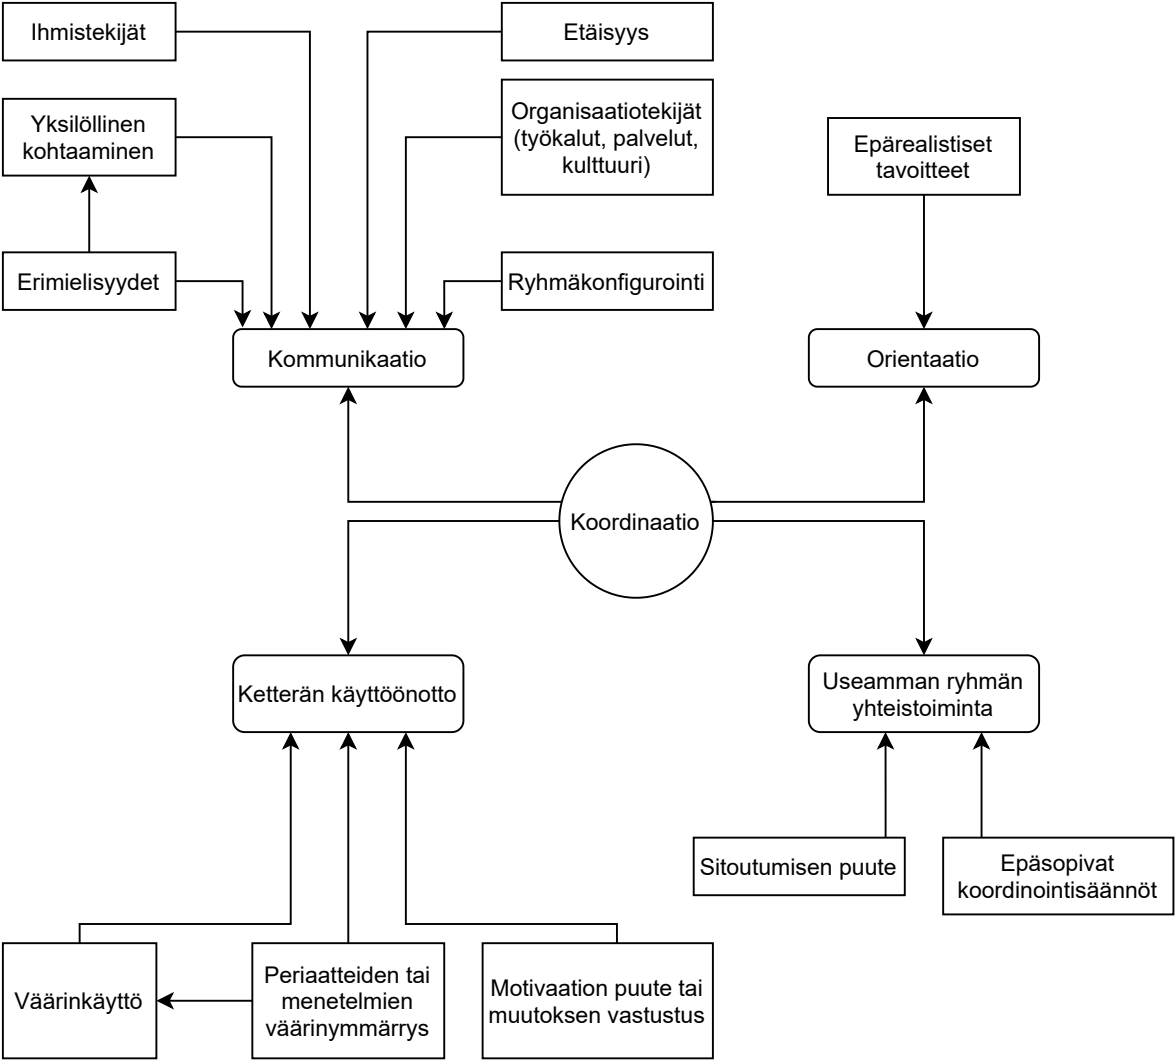 Ihmistekijät
Etäisyys
Yksilöllinen
kohtaaminen
Organisaatiotekijät
(työkalut, palvelut,
kulttuuri)
Epärealistiset
tavoitteet
Erimielisyydet
Ryhmäkonfigurointi
Kommunikaatio
Orientaatio
Koordinaatio
Ketterän käyttöönotto
Useamman ryhmän
yhteistoiminta
Sitoutumisen puute
Epäsopivat
koordinointisäännöt
Väärinkäyttö
Periaatteiden tai
menetelmien
väärinymmärrys
Motivaation puute tai
muutoksen vastustus